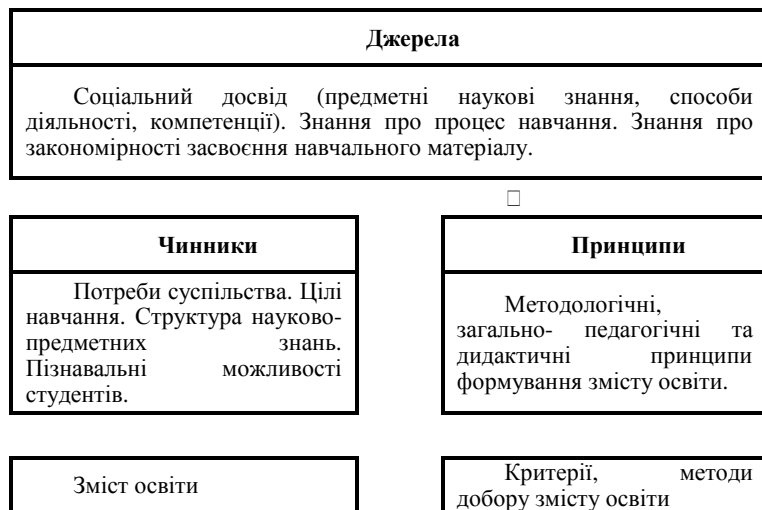 Джерела
Соціальний досвід (предметні наукові знання, способи
діяльності, компетенції). Знання про процес навчання. Знання про
закономірності засвоєння навчального матеріалу.
Чинники
Потреби суспільства. Цілі
навчання. Структура науково-
предметних знань.
Пізнавальні можливості
студентів.
Принципи
Методологічні,
загально- педагогічні та
дидактичні принципи
формування змісту освіти.
Зміст освіти
Критерії, методи
добору змісту освіти